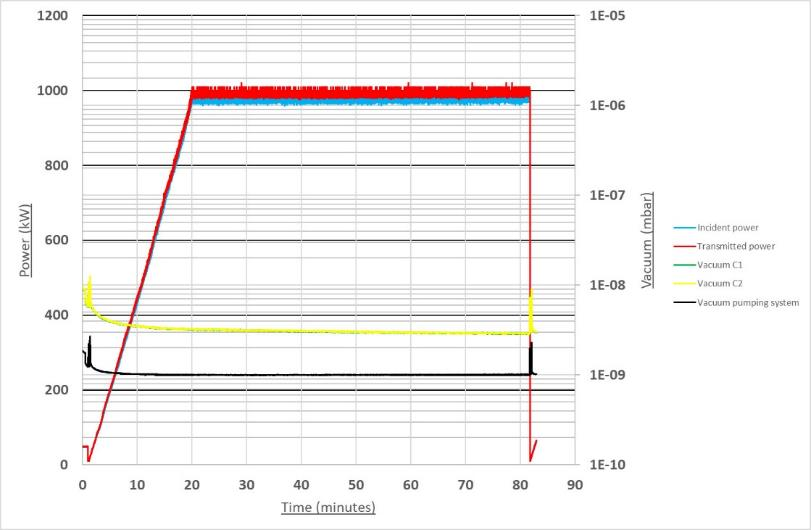 1200
1000
800
600
400
200
0
Power (kW)
0 10 20 30 40 50 60 70 80 90
Time (minutes)
1E-05
1E-06
1E-07
1E-08
1E-09
1E-10
Vacuum (mbar)
Incident power
Transmitted power
Vacuum C1
Vacuum C2
Vacuum pumping system